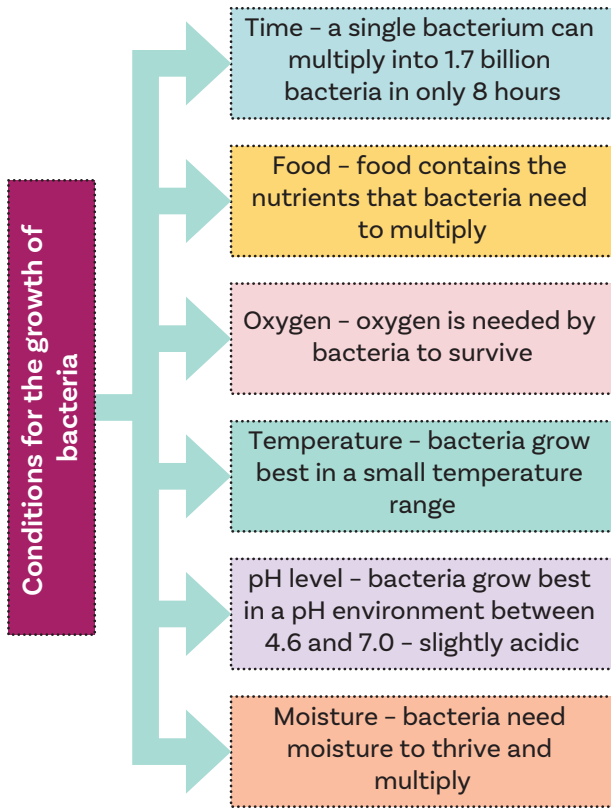 Conditions for the growth of
bacteria
Time – a single bacterium can
multiply into 1.7 billion
bacteria in only 8 hours
Food – food contains the
nutrients that bacteria need
to multiply
Oxygen – oxygen is needed by
bacteria to survive
Temperature – bacteria grow
best in a small temperature
range
pH level – bacteria grow best
in a pH environment between
4.6 and 7.0 – slightly acidic
Moisture – bacteria need
moisture to thrive and
multiply